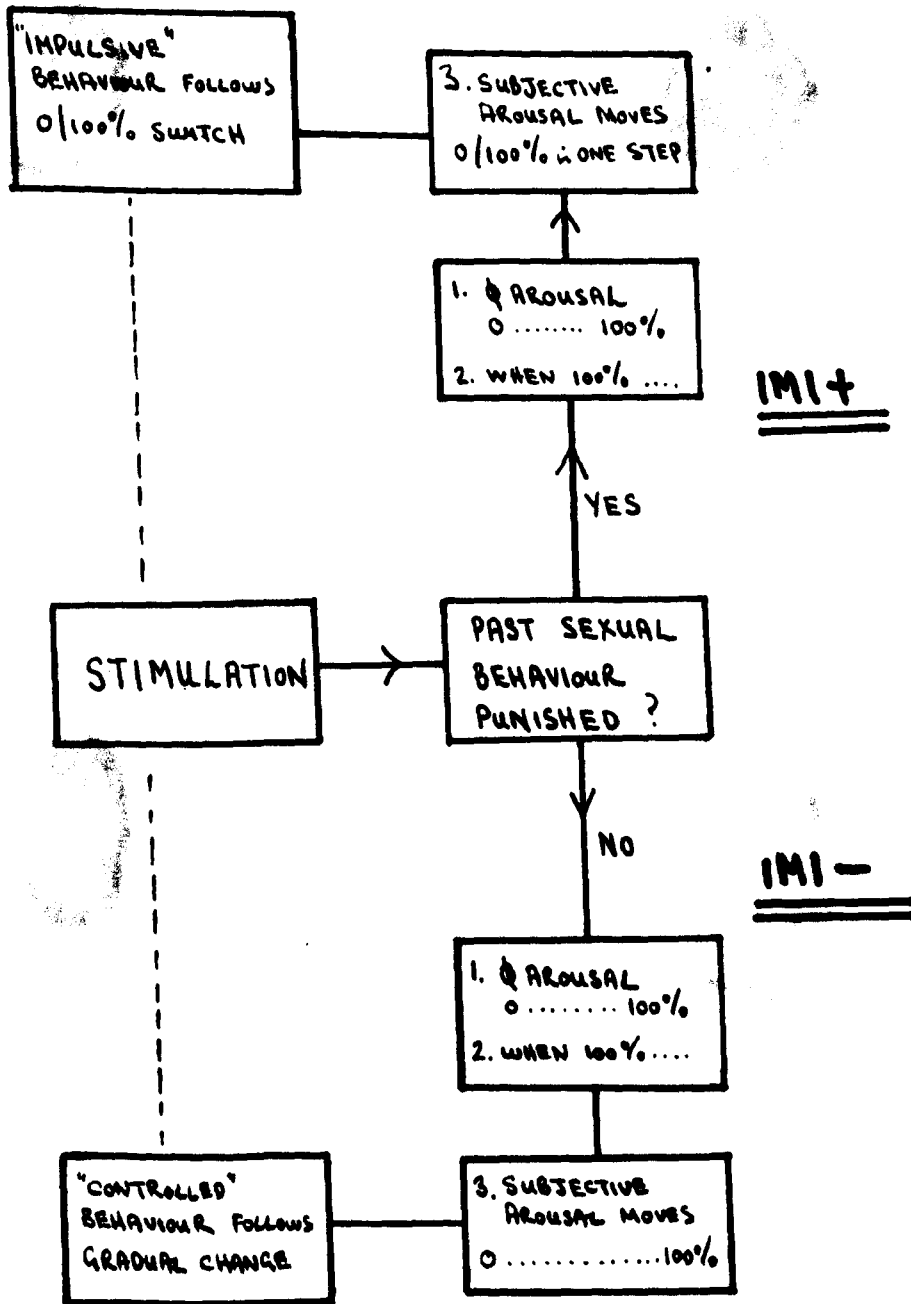 "IMPULSIVE"
BEHAVIOUR FOLLOWS
0/100% SWITCH
3. SUBJECTIVE
AROUSAL MOVES
0/100% in ONE STEP
1. ϕ AROUSAL
0 ........ 100%
2. WHEN 100% ....
IMI+
YES
STIMULATION
PAST SEXUAL
BEHAVIOUR
PUNISHED ?
NO
IMI-
1. ϕ AROUSAL
0 ........ 100%
2. WHEN 100% ....
"CONTROLLED"
BEHAVIOUR FOLLOWS
GRADUAL CHANGE
3. SUBJECTIVE
AROUSAL MOVES
0 ............. 100%